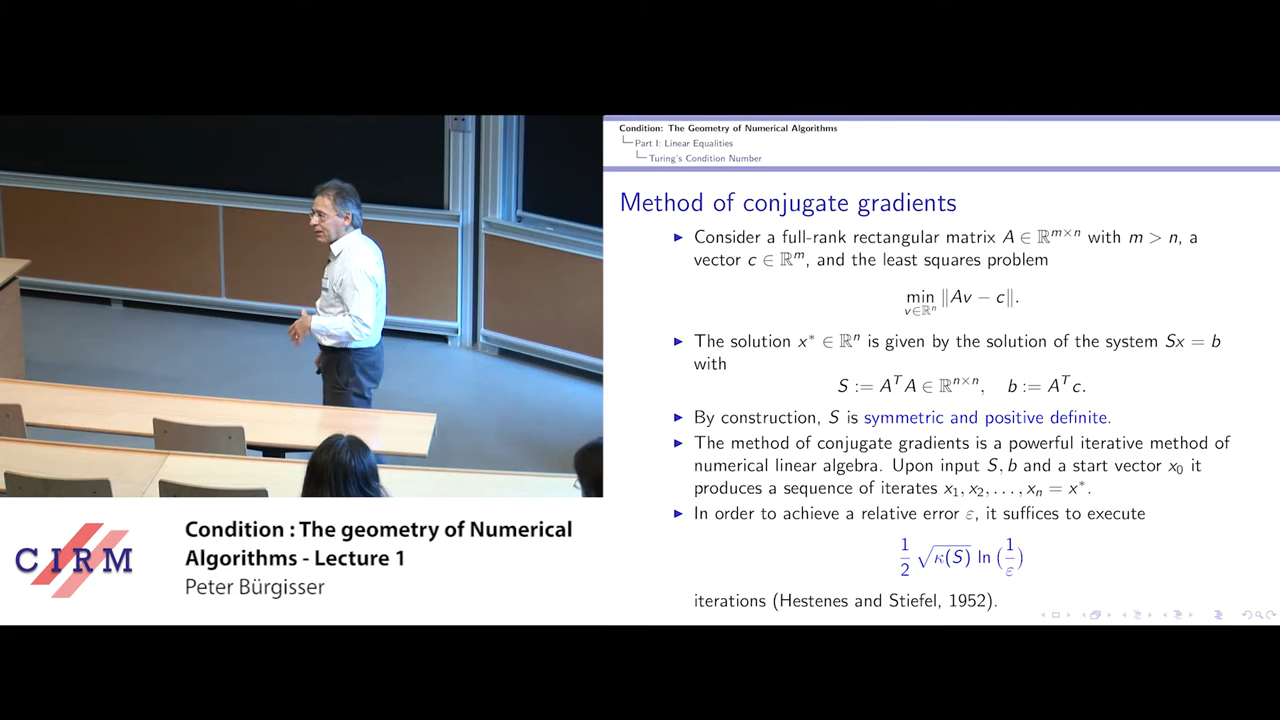 Condition: The Geometry of Numerical Algorithms
Part I: Linear Equalities
Turing's Condition Number
Method of conjugate gradients
▶ Consider a full-rank rectangular matrix A ∈ ℝ^{m×n} with m > n, a
vector c ∈ ℝ^m, and the least squares problem
min_{v∈ℝ^n} ‖Av − c‖.
▶ The solution x* ∈ ℝ^n is given by the solution of the system Sx = b
with
S := A^T A ∈ ℝ^{n×n}, b := A^T c.
▶ By construction, S is symmetric and positive definite.
▶ The method of conjugate gradients is a powerful iterative method of
numerical linear algebra. Upon input S, b and a start vector x_0 it
produces a sequence of iterates x_1, x_2, . . . , x_n = x*.
▶ In order to achieve a relative error ε, it suffices to execute
1/2 √κ(S) ln (1/ε)
iterations (Hestenes and Stiefel, 1952).
CIRM
Condition : The geometry of Numerical
Algorithms - Lecture 1
Peter Bürgisser